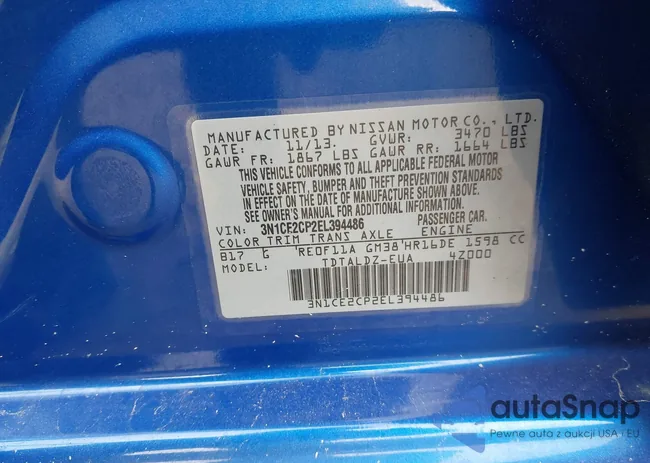 MANUFACTURED BY NISSAN MOTOR CO., LTD.
DATE: 11/13. GVWR: 3470 LBS
GAWR FR: 1867 LBS GAWR RR: 1664 LBS
THIS VEHICLE CONFORMS TO ALL APPLICABLE FEDERAL MOTOR
VEHICLE SAFETY, BUMPER AND THEFT PREVENTION STANDARDS
IN EFFECT ON THE DATE OF MANUFACTURE SHOWN ABOVE.
SEE OWNER'S MANUAL FOR ADDITIONAL INFORMATION.
VIN: 3N1CE2CP2EL394486 PASSENGER CAR.
COLOR TRIM TRANS AXLE ENGINE
B17 G RE0F11A GM38 HR16DE 1598 CC
MODEL: TDTALDZ-EUA 4Z000
3N1CE2CP2EL394486
autaSnap
Pewne auto z aukcji USA i EU